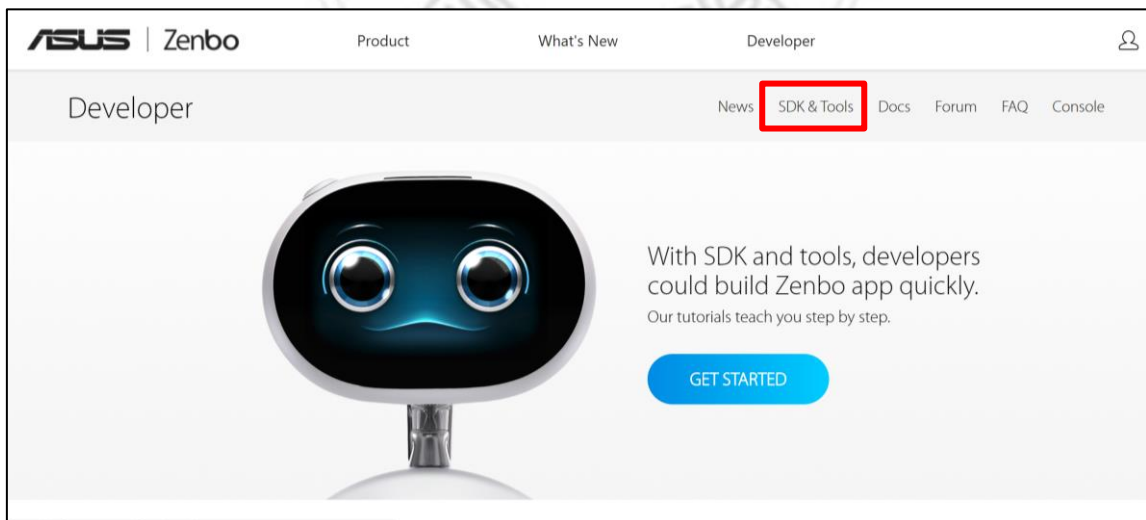 ASUS | Zenbo Product What's New Developer
Developer News SDK & Tools Docs Forum FAQ Console
With SDK and tools, developers
could build Zenbo app quickly.
Our tutorials teach you step by step.
GET STARTED